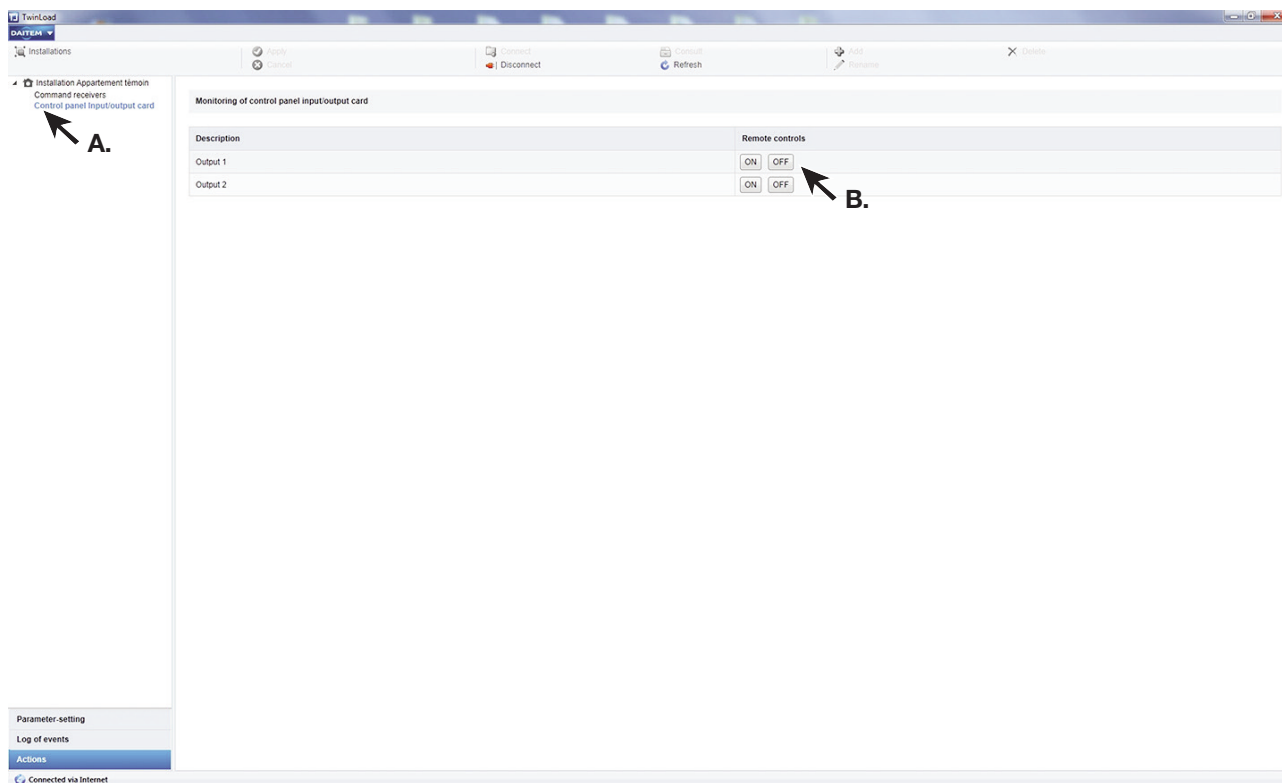 TwinLoad
DAITEM
Installations
Apply
Cancel
Connect
Disconnect
Consult
Refresh
Add
Rename
Delete
Installation Appartement témoin
Command receivers
Control panel Input/output card
A.
Monitoring of control panel input/output card
Description Remote controls
Output 1 ON OFF
Output 2 ON OFF
B.
Parameter-setting
Log of events
Actions
Connected via Internet